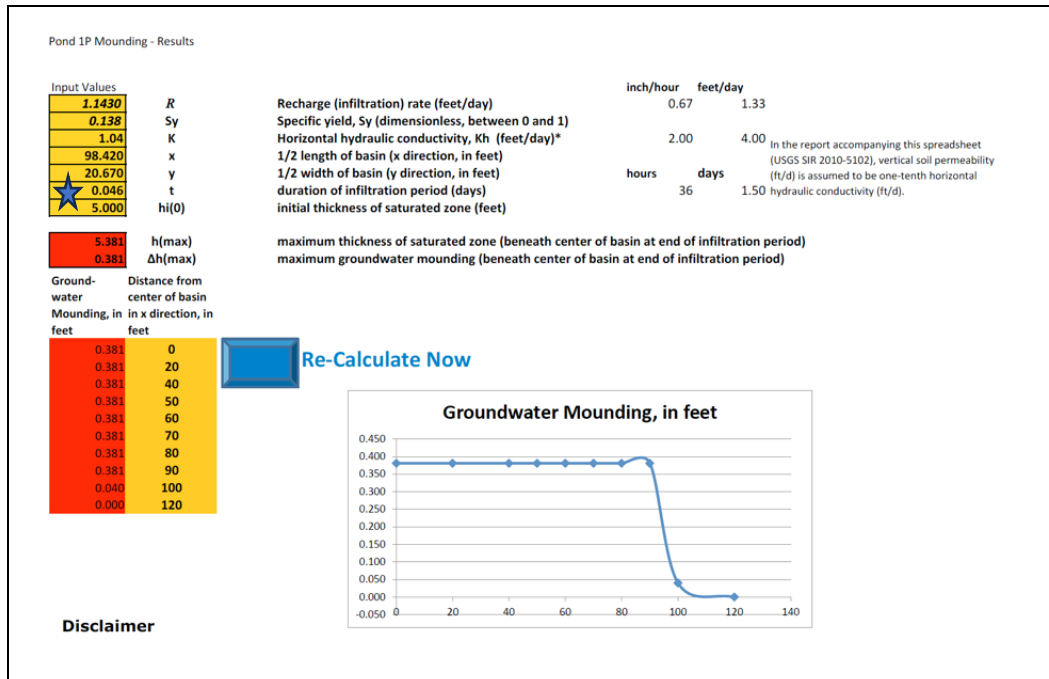 Pond 1P Mounding - Results
Input Values inch/hour feet/day
1.1430 R Recharge (infiltration) rate (feet/day) 0.67 1.33
0.138 Sy Specific yield, Sy (dimensionless, between 0 and 1)
1.04 K Horizontal hydraulic conductivity, Kh (feet/day)* 2.00 4.00
98.420 x 1/2 length of basin (x direction, in feet)
20.670 y 1/2 width of basin (y direction, in feet) hours days
0.046 t duration of infiltration period (days) 36 1.50
5.000 hi(0) initial thickness of saturated zone (feet)
In the report accompanying this spreadsheet
(USGS SIR 2010-5102), vertical soil permeability
(ft/d) is assumed to be one-tenth horizontal
hydraulic conductivity (ft/d).
5.381 h(max) maximum thickness of saturated zone (beneath center of basin at end of infiltration period)
0.381 Δh(max) maximum groundwater mounding (beneath center of basin at end of infiltration period)
Ground- Distance from
water center of basin
Mounding, in in x direction, in
feet feet
0.381 0
0.381 20
0.381 40
0.381 50
0.381 60
0.381 70
0.381 80
0.381 90
0.040 100
0.000 120
Re-Calculate Now
Groundwater Mounding, in feet
0.450
0.400
0.350
0.300
0.250
0.200
0.150
0.100
0.050
0.000
-0.050
0 20 40 60 80 100 120 140
Disclaimer